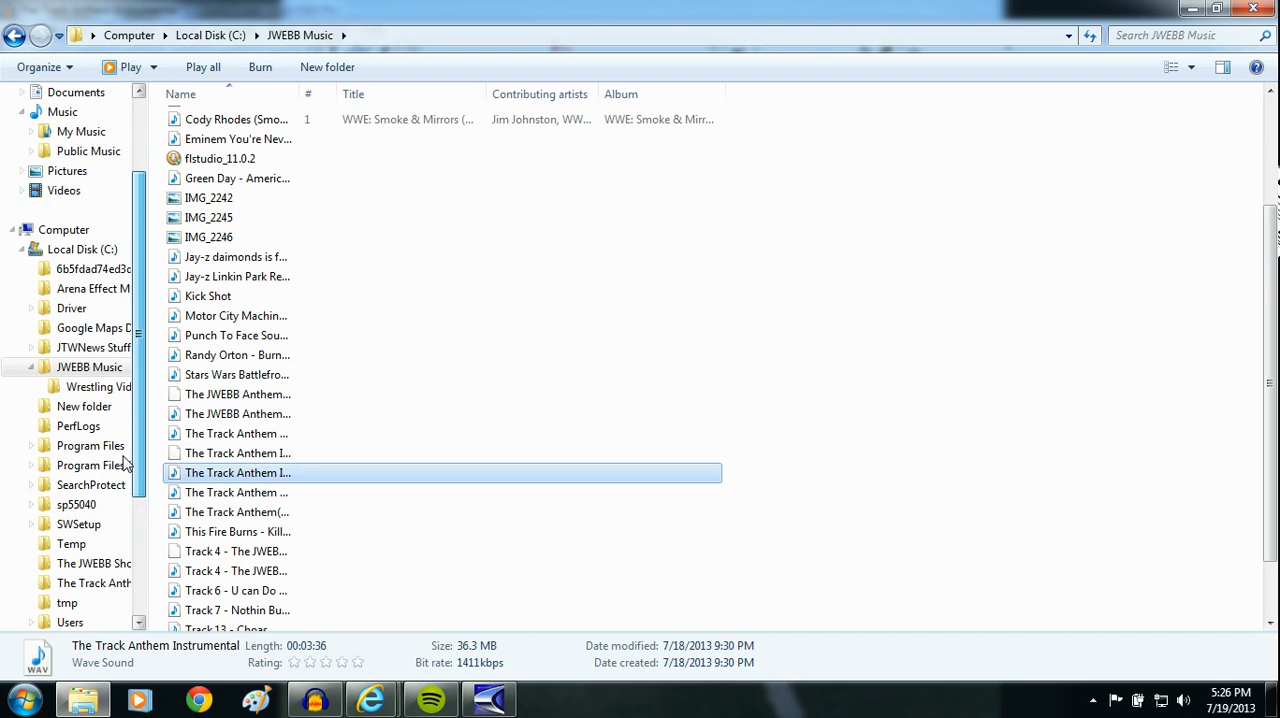 Computer ▸ Local Disk (C:) ▸ JWEBB Music ▸
Search JWEBB Music
Organize Play Play all Burn New folder
Name # Title Contributing artists Album
Documents
Music
My Music
Public Music
Pictures
Videos
Computer
Local Disk (C:)
6b5fdad74ed3c
Arena Effect M
Driver
Google Maps D
JTWNews Stuff
JWEBB Music
Wrestling Vid
New folder
PerfLogs
Program Files
Program Files
SearchProtect
sp55040
SWSetup
Temp
The JWEBB Sho
The Track Anth
tmp
Users
Cody Rhodes (Smo... 1 WWE: Smoke & Mirrors (... Jim Johnston, WW... WWE: Smoke & Mirr...
Eminem You're Nev...
flstudio_11.0.2
Green Day - Americ...
IMG_2242
IMG_2245
IMG_2246
Jay-z daimonds is f...
Jay-z Linkin Park Re...
Kick Shot
Motor City Machin...
Punch To Face Sou...
Randy Orton - Burn...
Stars Wars Battlefro...
The JWEBB Anthem...
The JWEBB Anthem...
The Track Anthem ...
The Track Anthem I...
The Track Anthem I...
The Track Anthem ...
The Track Anthem(...
This Fire Burns - Kill...
Track 4 - The JWEB...
Track 4 - The JWEB...
Track 6 - U can Do ...
Track 7 - Nothin Bu...
Track 13 - Choas
The Track Anthem Instrumental Length: 00:03:36 Size: 36.3 MB Date modified: 7/18/2013 9:30 PM
Wave Sound Rating: Bit rate: 1411kbps Date created: 7/18/2013 9:30 PM
WAV
5:26 PM
7/19/2013